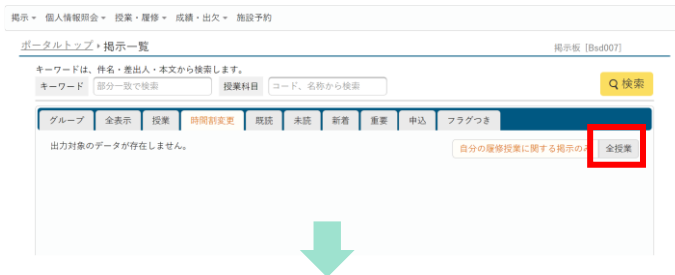 掲示 個人情報照会 授業・履修 成績・出欠 施設予約
ポータルトップ 掲示一覧 掲示板 [Bsd007]
キーワードは、件名・差出人・本文から検索します。
キーワード 部分一致で検索 授業科目 コード、名称から検索 検索
グループ 全表示 授業 時間割変更 既読 未読 新着 重要 申込 フラグつき
出力対象のデータが存在しません。 自分の履修授業に関する掲示のみ 全授業